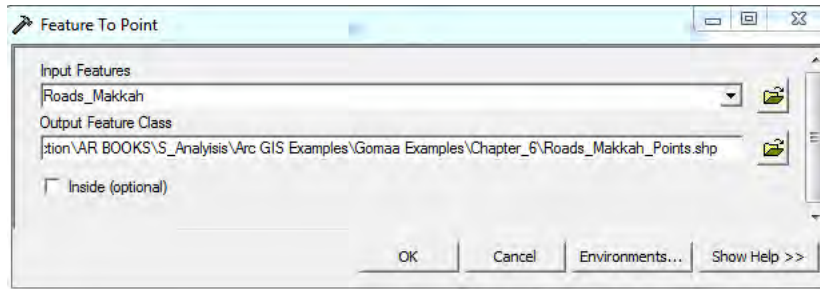 Feature To Point
Input Features
Roads_Makkah
Output Feature Class
:tion\AR BOOKS\S_Analyisis\Arc GIS Examples\Gomaa Examples\Chapter_6\Roads_Makkah_Points.shp
Inside (optional)
OK Cancel Environments... Show Help >>